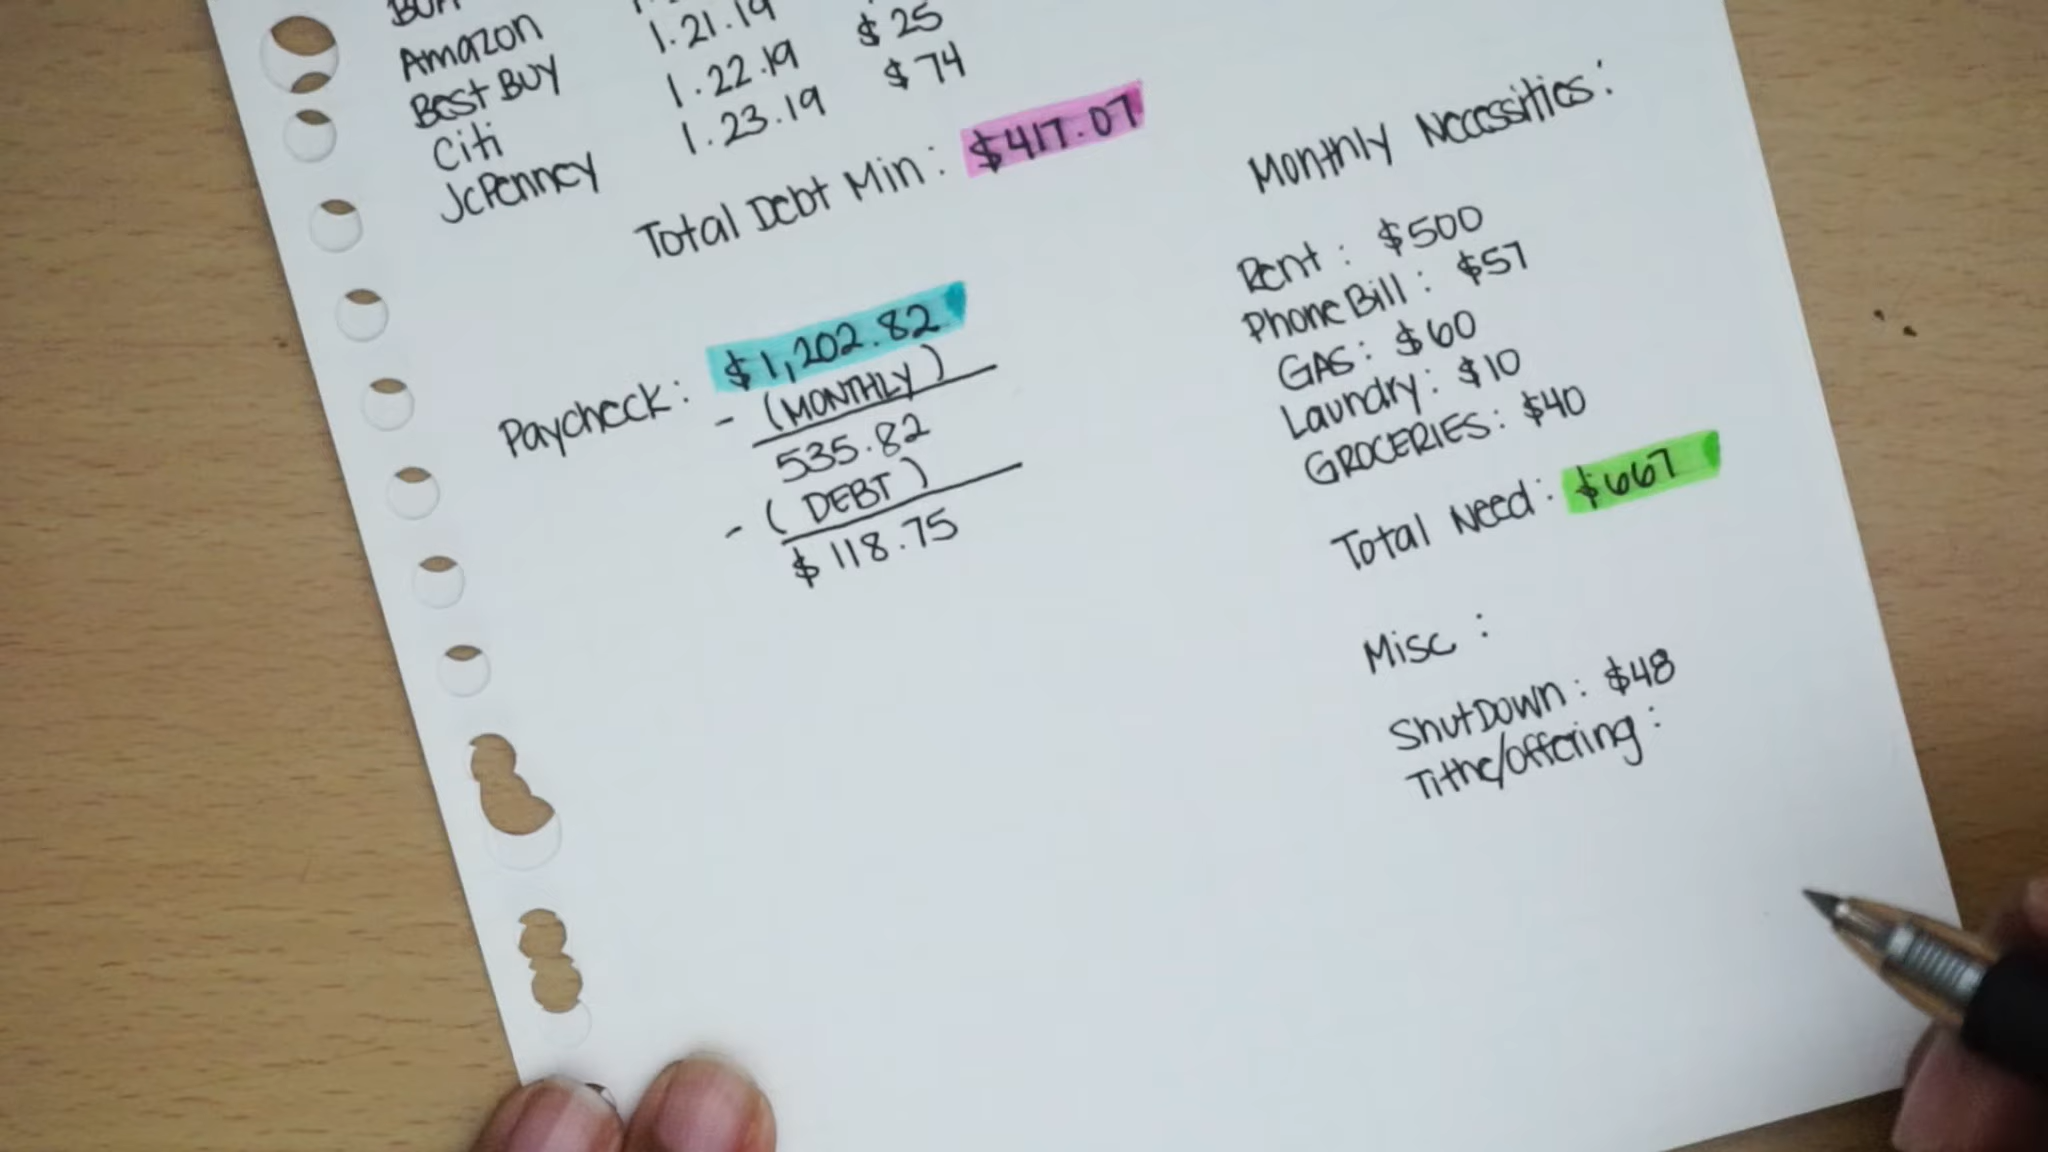 BOA
Amazon 1.21.19 $25
Best Buy 1.22.19 $74
Citi 1.23.19
JcPenney
Total Debt Min: $417.07
Paycheck: $1,202.82
- (MONTHLY)
535.82
- (DEBT)
$118.75
Monthly Necessities:
Rent: $500
Phone Bill: $57
GAS: $60
Laundry: $10
GROCERIES: $40
Total Need: $667
Misc:
ShutDown: $48
Tithe/Offering: